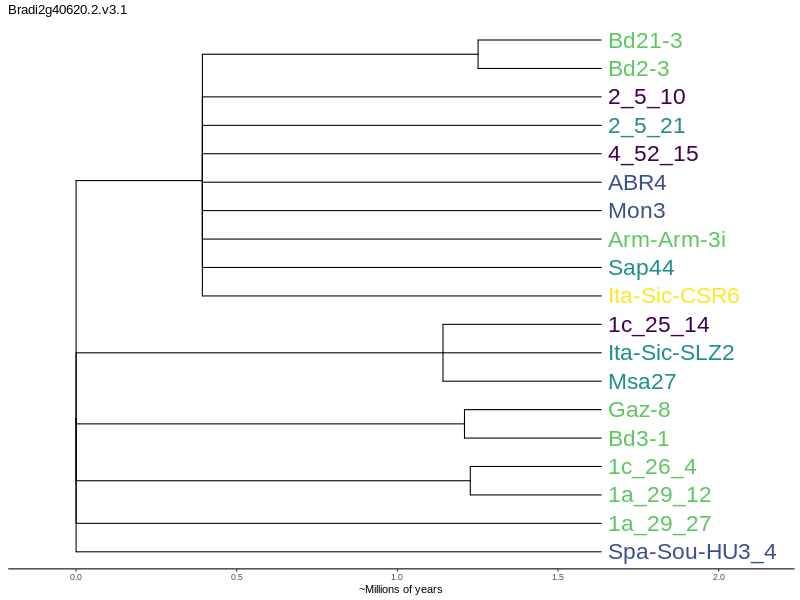 Bradi2g40620.2.v3.1
Bd21-3
Bd2-3
2_5_10
2_5_21
4_52_15
ABR4
Mon3
Arm-Arm-3i
Sap44
Ita-Sic-CSR6
1c_25_14
Ita-Sic-SLZ2
Msa27
Gaz-8
Bd3-1
1c_26_4
1a_29_12
1a_29_27
Spa-Sou-HU3_4
0.0 0.5 1.0 1.5 2.0
~Millions of years